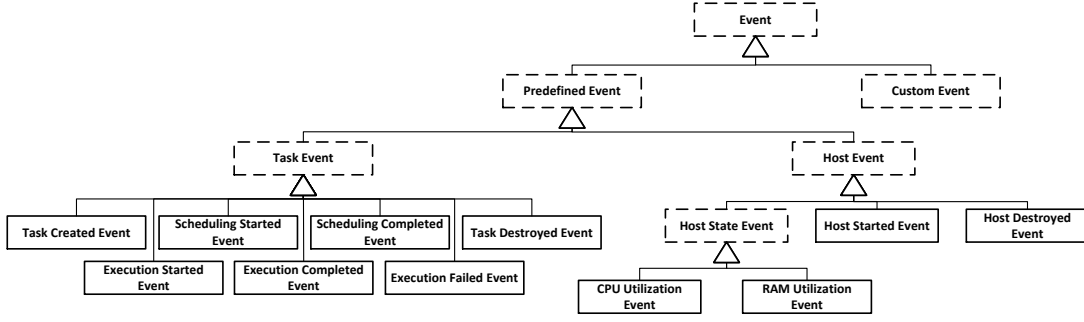 Event
Predefined Event
Custom Event
Task Event
Host Event
Task Created Event
Scheduling Started
Event
Scheduling Completed
Event
Task Destroyed Event
Host State Event
Host Started Event
Host Destroyed
Event
Execution Started
Event
Execution Completed
Event
Execution Failed Event
CPU Utilization
Event
RAM Utilization
Event